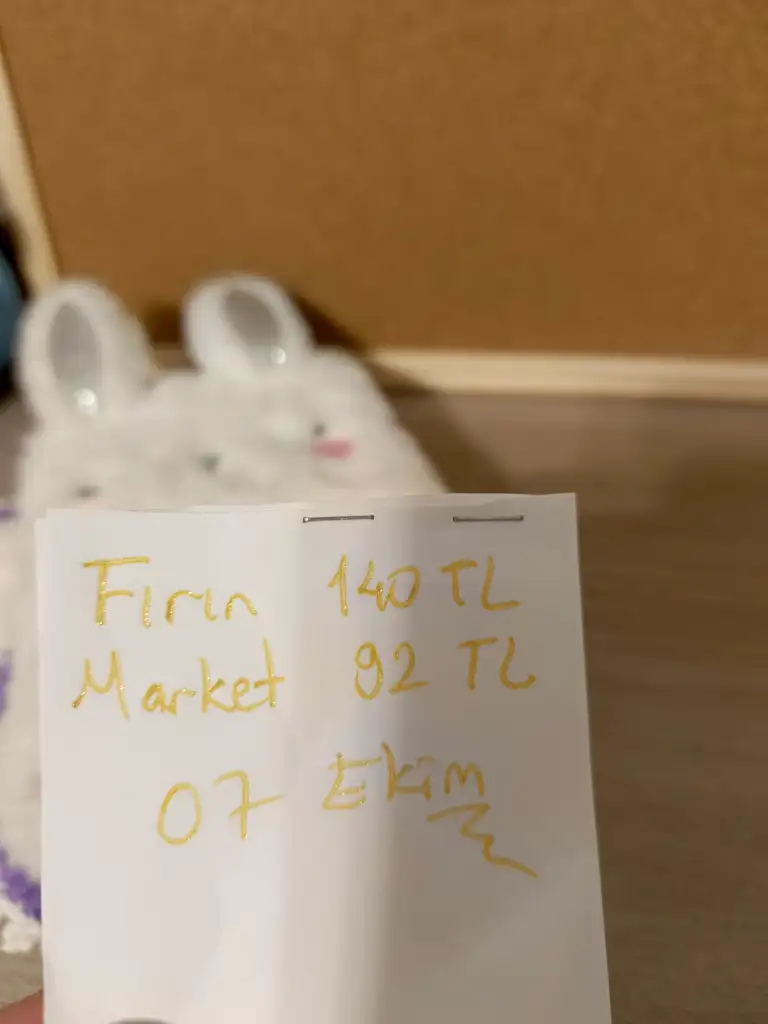 Fırın 140 TL
Market 92 TL
07 Ekim